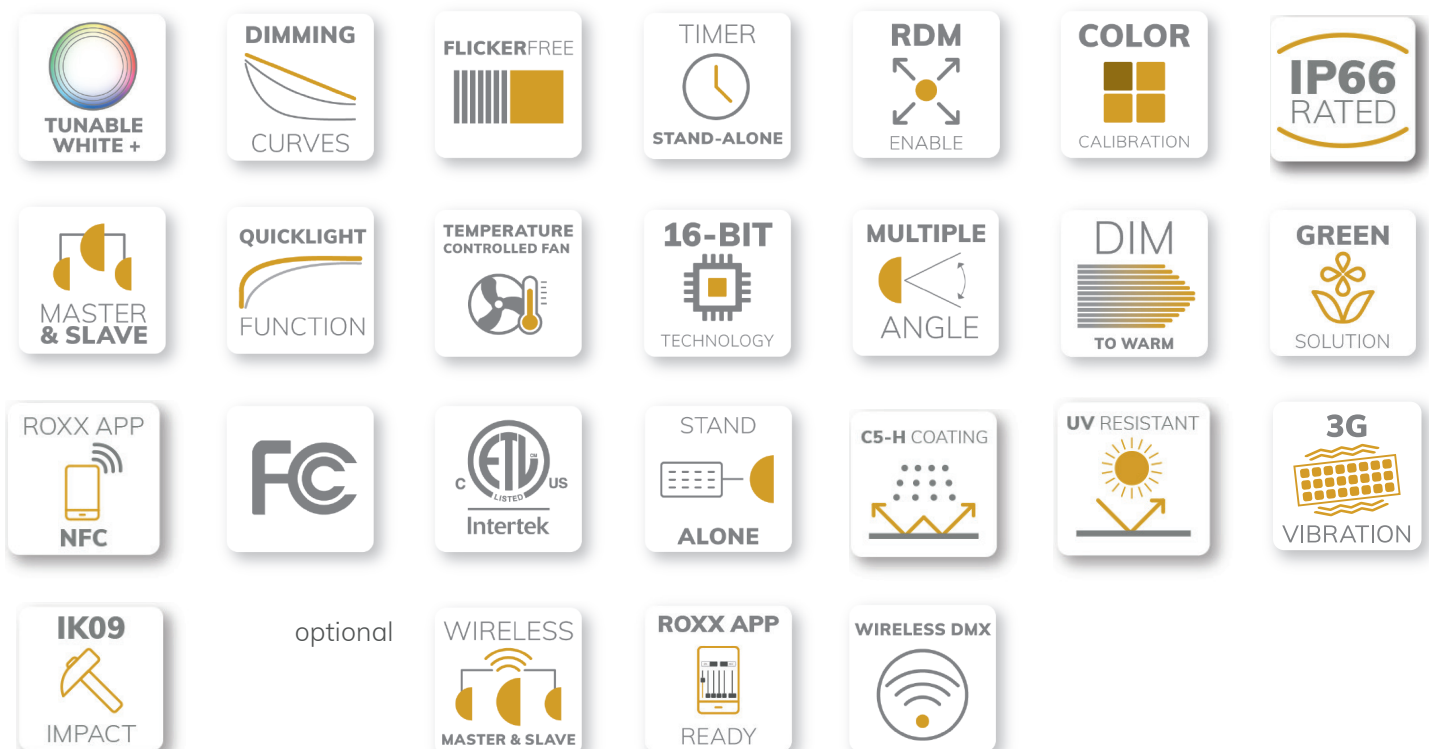 TUNABLE
WHITE +
DIMMING
CURVES
FLICKERFREE
TIMER
STAND-ALONE
RDM
ENABLE
COLOR
CALIBRATION
IP66
RATED
MASTER
& SLAVE
QUICKLIGHT
FUNCTION
TEMPERATURE
CONTROLLED FAN
16-BIT
TECHNOLOGY
MULTIPLE
ANGLE
DIM
TO WARM
GREEN
SOLUTION
ROXX APP
NFC
FC
ETL
CM
LISTED
C
US
Intertek
STAND
ALONE
C5-H COATING
UV RESISTANT
3G
VIBRATION
IK09
IMPACT
optional
WIRELESS
MASTER & SLAVE
ROXX APP
READY
WIRELESS DMX